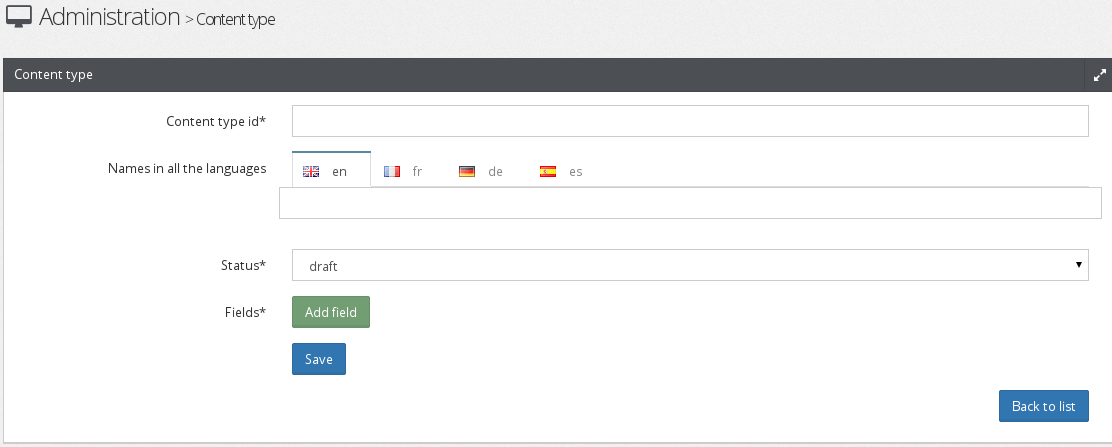 Administration > Content type
Content type
Content type id*
Names in all the languages
en fr de es
Status*
draft
Fields*
Add field
Save
Back to list